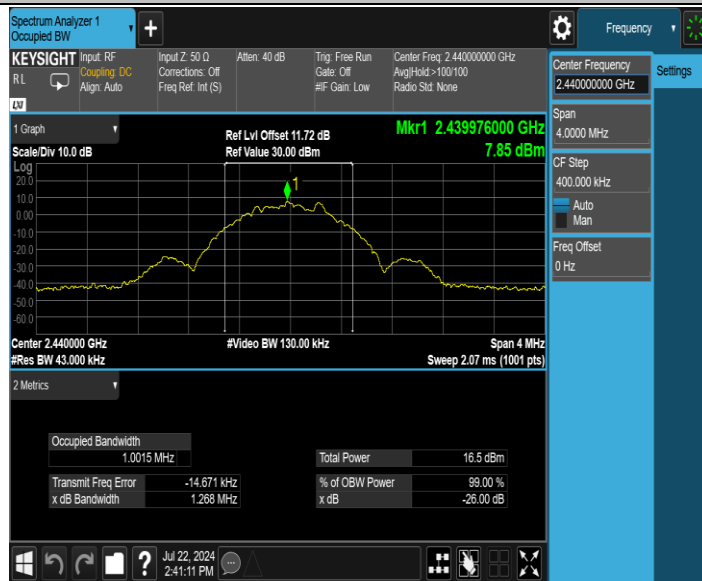 Spectrum Analyzer 1
Occupied BW
+
Frequency
KEYSIGHT
Input: RF
Coupling: DC
Align: Auto
Input Z: 50 Ω
Corrections: Off
Freq Ref: Int (S)
Atten: 40 dB
Trig: Free Run
Gate: Off
#IF Gain: Low
Center Freq: 2.440000000 GHz
Avg|Hold:>100/100
Radio Std: None
RL
LXI
Center Frequency
2.440000000 GHz
Settings
Span
4.0000 MHz
CF Step
400.000 kHz
Auto
Man
Freq Offset
0 Hz
1 Graph
Ref Lvl Offset 11.72 dB
Mkr1 2.439976000 GHz
Scale/Div 10.0 dB
Ref Value 30.00 dBm
7.85 dBm
Log
20.0
1
10.0
0.00
-10.0
-20.0
-30.0
-40.0
-50.0
-60.0
Center 2.440000 GHz
#Video BW 130.00 kHz
Span 4 MHz
#Res BW 43.000 kHz
Sweep 2.07 ms (1001 pts)
2 Metrics
Occupied Bandwidth
1.0015 MHz
Total Power 16.5 dBm
Transmit Freq Error -14.671 kHz
% of OBW Power 99.00 %
x dB Bandwidth 1.268 MHz
x dB -26.00 dB
?
Jul 22, 2024
2:41:11 PM